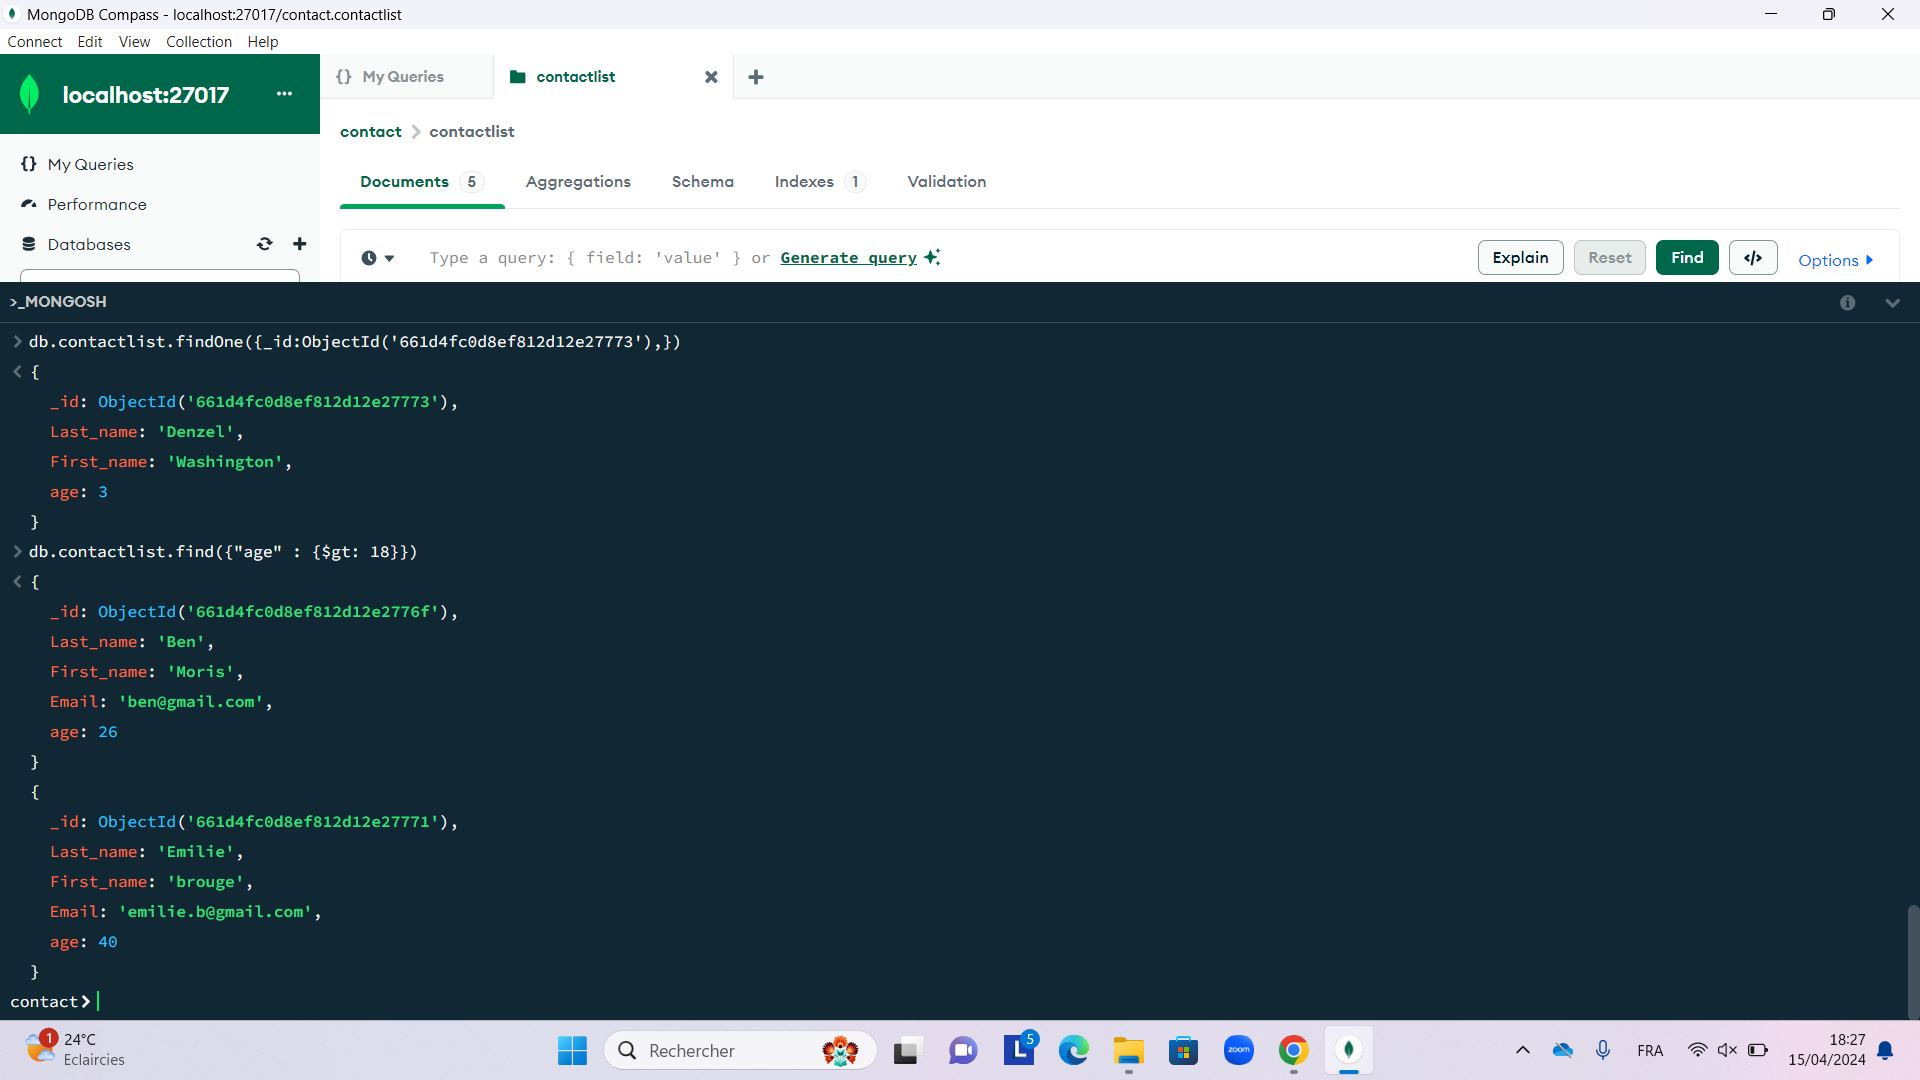 MongoDB Compass - localhost:27017/contact.contactlist
Connect Edit View Collection Help
localhost:27017 ...
{} My Queries
contactlist
contact > contactlist
My Queries
Performance
Databases
Documents 5 Aggregations Schema Indexes 1 Validation
Type a query: { field: 'value' } or Generate query
Explain Reset Find </> Options
>_MONGOSH
> db.contactlist.findOne({_id:ObjectId('661d4fc0d8ef812d12e27773'),})
< {
_id: ObjectId('661d4fc0d8ef812d12e27773'),
Last_name: 'Denzel',
First_name: 'Washington',
age: 3
}
> db.contactlist.find({"age" : {$gt: 18}})
< {
_id: ObjectId('661d4fc0d8ef812d12e2776f'),
Last_name: 'Ben',
First_name: 'Moris',
Email: 'ben@gmail.com',
age: 26
}
{
_id: ObjectId('661d4fc0d8ef812d12e27771'),
Last_name: 'Emilie',
First_name: 'brouge',
Email: 'emilie.b@gmail.com',
age: 40
}
contact>
1 24°C
Eclaircies
Rechercher
L 5
zoom
FRA
18:27
15/04/2024